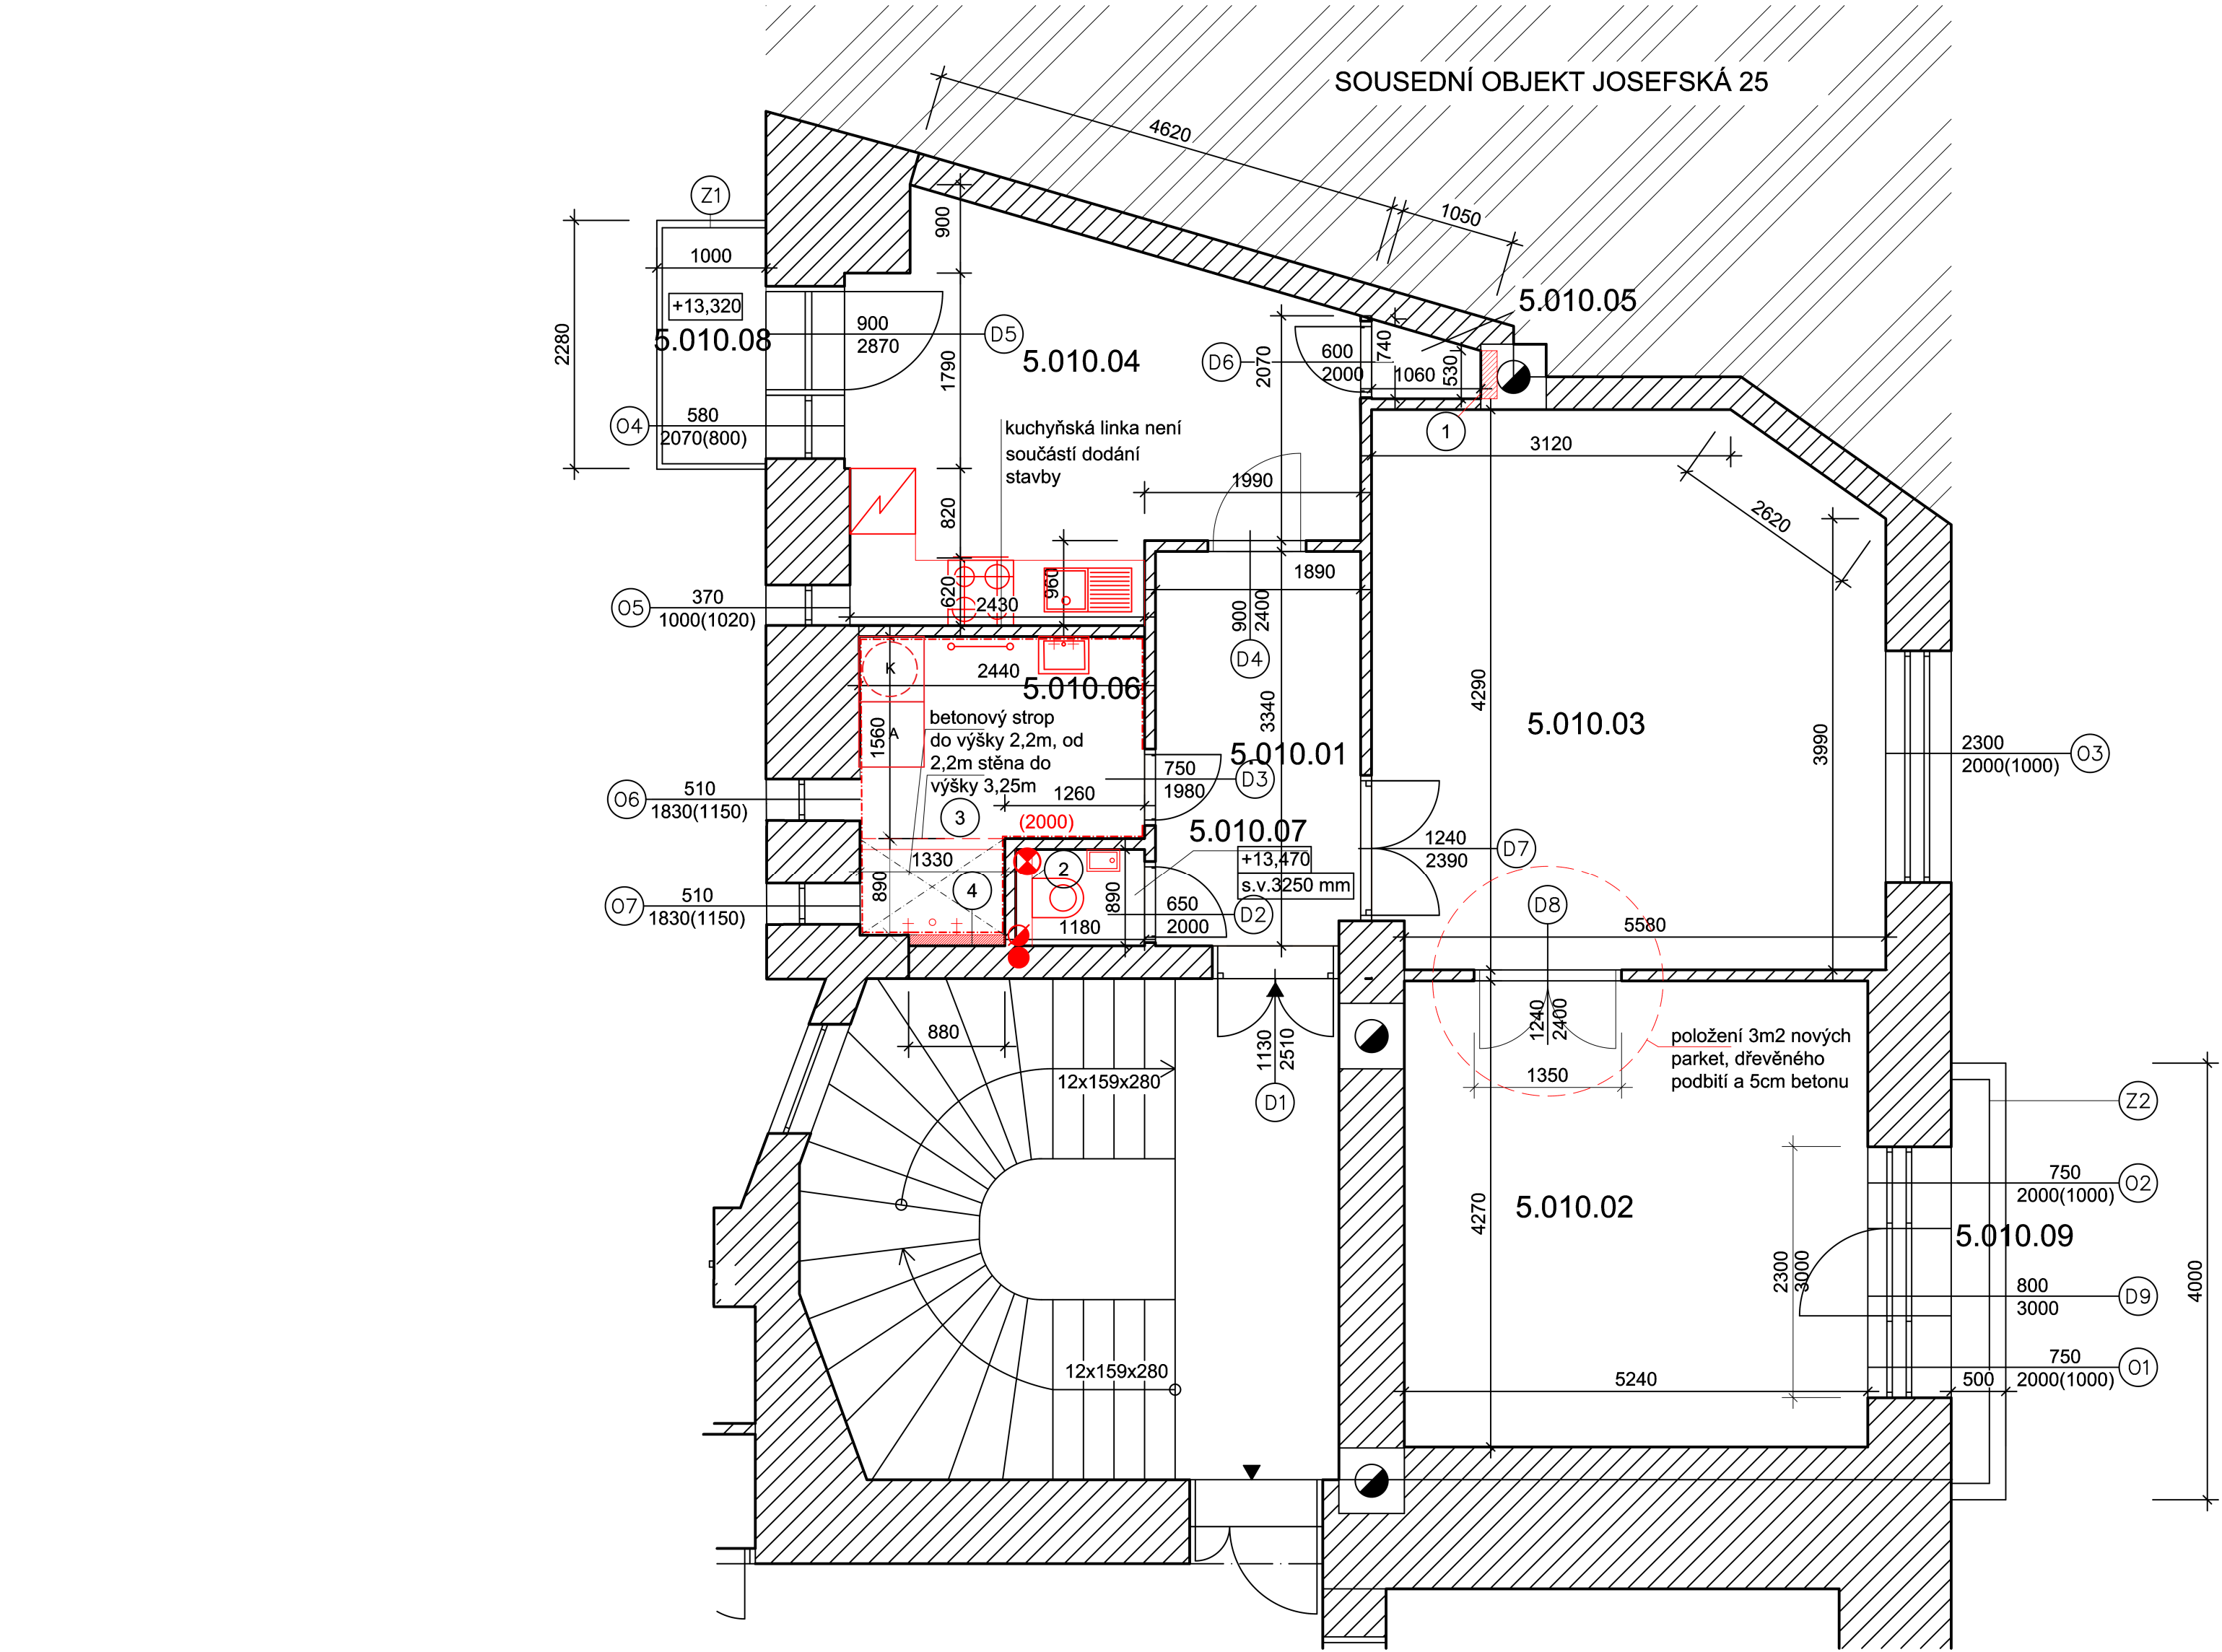 SOUSEDNÍ OBJEKT JOSEFSKÁ 25
4620
1050
Z1
900
1000
+13,320
5.010.08
2280
900
2870
D5
1790
5.010.04
5.010.05
D6
600
2000
2070
740
530
1060
1
O4
580
2070(800)
kuchyňská linka není
součástí dodání
stavby
3120
2620
1990
820
960
620
2430
1890
O5
370
1000(1020)
900
2400
D4
K
2440
5.010.06
A
1560
betonový strop
do výšky 2,2m, od
2,2m stěna do
výšky 3,25m
3340
5.010.01
4290
5.010.03
3990
2300
2000(1000)
O3
750
1980
D3
O6
510
1830(1150)
1260
3
(2000)
5.010.07
1240
2390
D7
+13,470
s.v.3250 mm
1330
2
4
890
890
O7
510
1830(1150)
650
2000
D2
1180
D8
5580
880
1130
2510
D1
1240
2400
1350
položení 3m2 nových
parket, dřevěného
podbití a 5cm betonu
12x159x280
Z2
750
2000(1000)
O2
5.010.02
4270
5.010.09
2300
3000
800
3000
D9
4000
12x159x280
750
2000(1000)
O1
5240
500